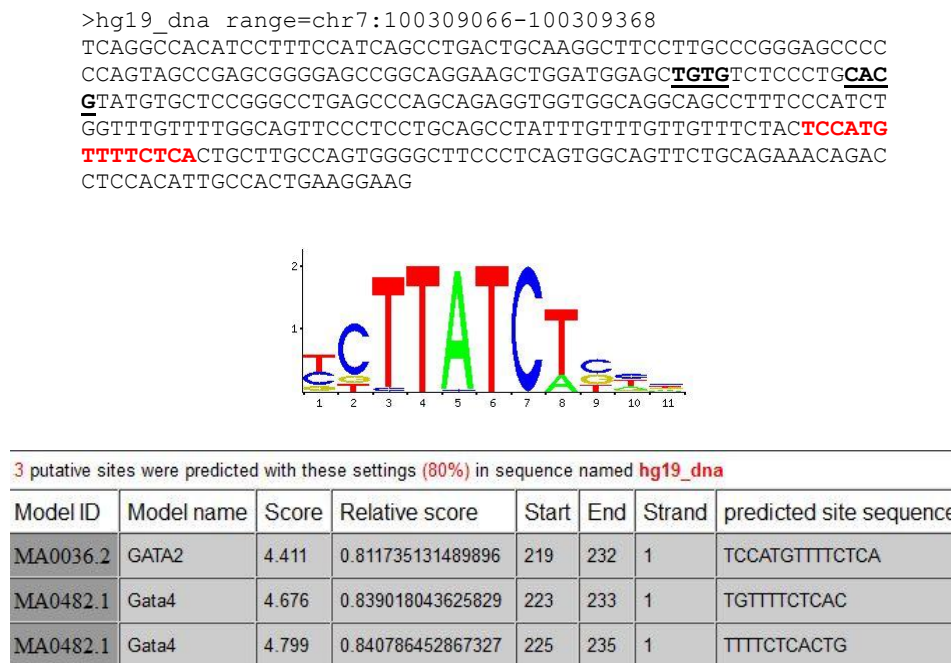 >hg19_dna range=chr7:100309066-100309368
TCAGGCCACATCCTTTCCATCAGCCTGACTGCAAGGCTTCCTTGCCCGGGAGCCCC
CCAGTAGCCGAGCGGGGAGCCGGCAGGAAGCTGGATGGAGCTGTGTCTCCCTGCAC
GTATGTGCTCCGGGCCTGAGCCCAGCAGAGGTGGTGGCAGGCAGCCTTTCCCATCT
GGTTTGTTTTGGCAGTTCCCTCCTGCAGCCTATTTGTTTGTTGTTTCTACTCCATG
TTTTCTCACTGCTTGCCAGTGGGGCTTCCCTCAGTGGCAGTTCTGCAGAAACAGAC
CTCCACATTGCCACTGAAGGAAG
2
1
TCTTATCT
1 2 3 4 5 6 7 8 9 10 11
3 putative sites were predicted with these settings (80%) in sequence named hg19_dna
Model ID Model name Score Relative score Start End Strand predicted site sequence
MA0036.2 GATA2 4.411 0.811735131489896 219 232 1 TCCATGTTTTCTCA
MA0482.1 Gata4 4.676 0.839018043625829 223 233 1 TGTTTTCTCAC
MA0482.1 Gata4 4.799 0.840786452867327 225 235 1 TTTTCTCACTG